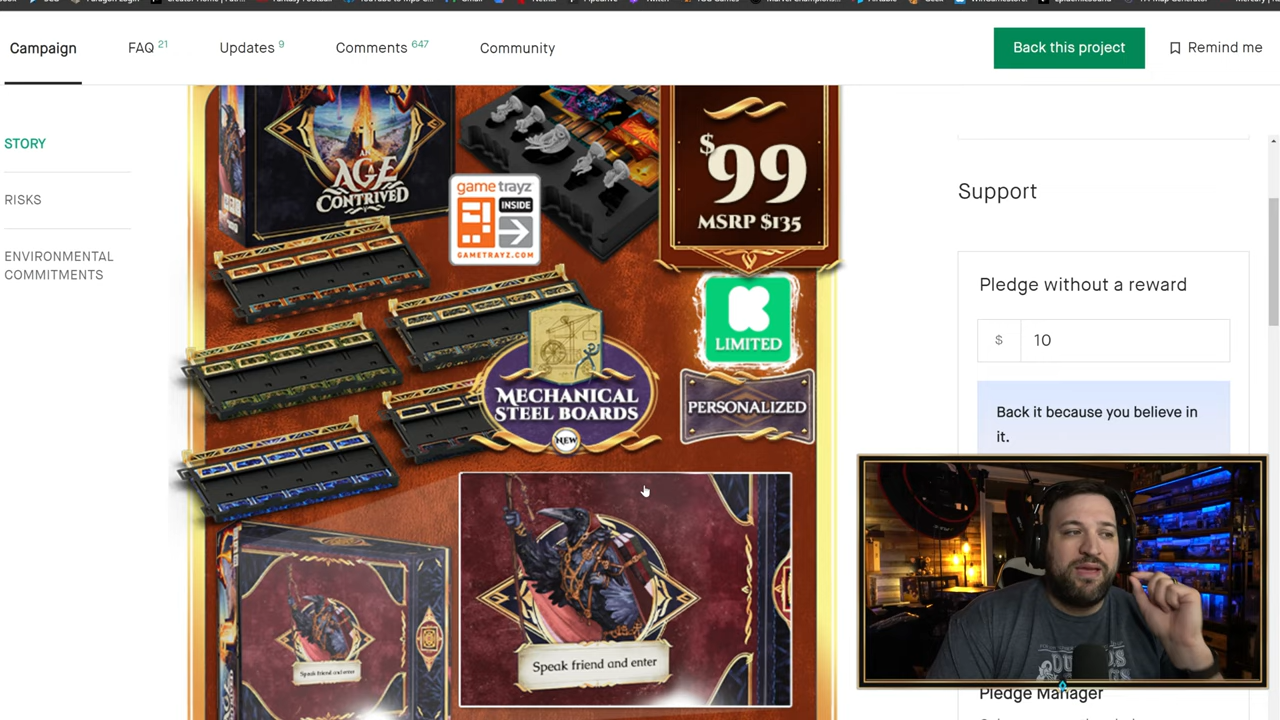 Campaign
FAQ 21
Updates 9
Comments 647
Community
Back this project
Remind me
STORY
RISKS
ENVIRONMENTAL
COMMITMENTS
AN
AGE
CONTRIVED
game trayz
INSIDE
GAMETRAYZ.COM
$99
MSRP $135
LIMITED
MECHANICAL
STEEL BOARDS
NEW
PERSONALIZED
Speak friend and enter
Speak friend and enter
Support
Pledge without a reward
$ 10
Back it because you believe in
it.
Pledge Manager